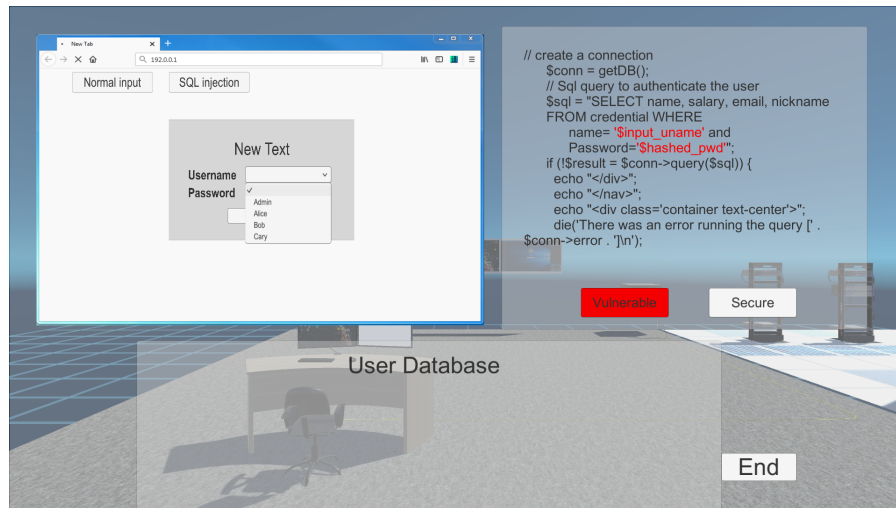 New Tab
192.0.0.1
Normal input
SQL injection
New Text
Username
Password
Admin
Alice
Bob
Cary
// create a connection
$conn = getDB();
// Sql query to authenticate the user
$sql = "SELECT name, salary, email, nickname
FROM credential WHERE
name= '$input_uname' and
Password='$hashed_pwd'";
if (!$result = $conn->query($sql)) {
echo "</div>";
echo "</nav>";
echo "<div class='container text-center'>";
die('There was an error running the query [' .
$conn->error . ']\n');
Vulnerable
Secure
User Database
End